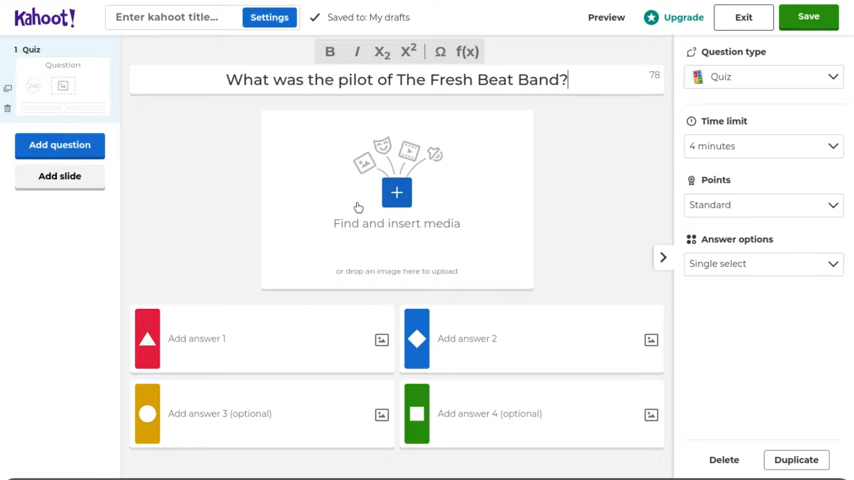 Kahoot!
Enter kahoot title...
Settings
Saved to: My drafts
Preview
Upgrade
Exit
Save
1 Quiz
Question
240
Add question
Add slide
B I X2 X2 Ω f(x)
What was the pilot of The Fresh Beat Band?
78
Find and insert media
or drop an image here to upload
Add answer 1
Add answer 2
Add answer 3 (optional)
Add answer 4 (optional)
Question type
Quiz
Time limit
4 minutes
Points
Standard
Answer options
Single select
Delete
Duplicate